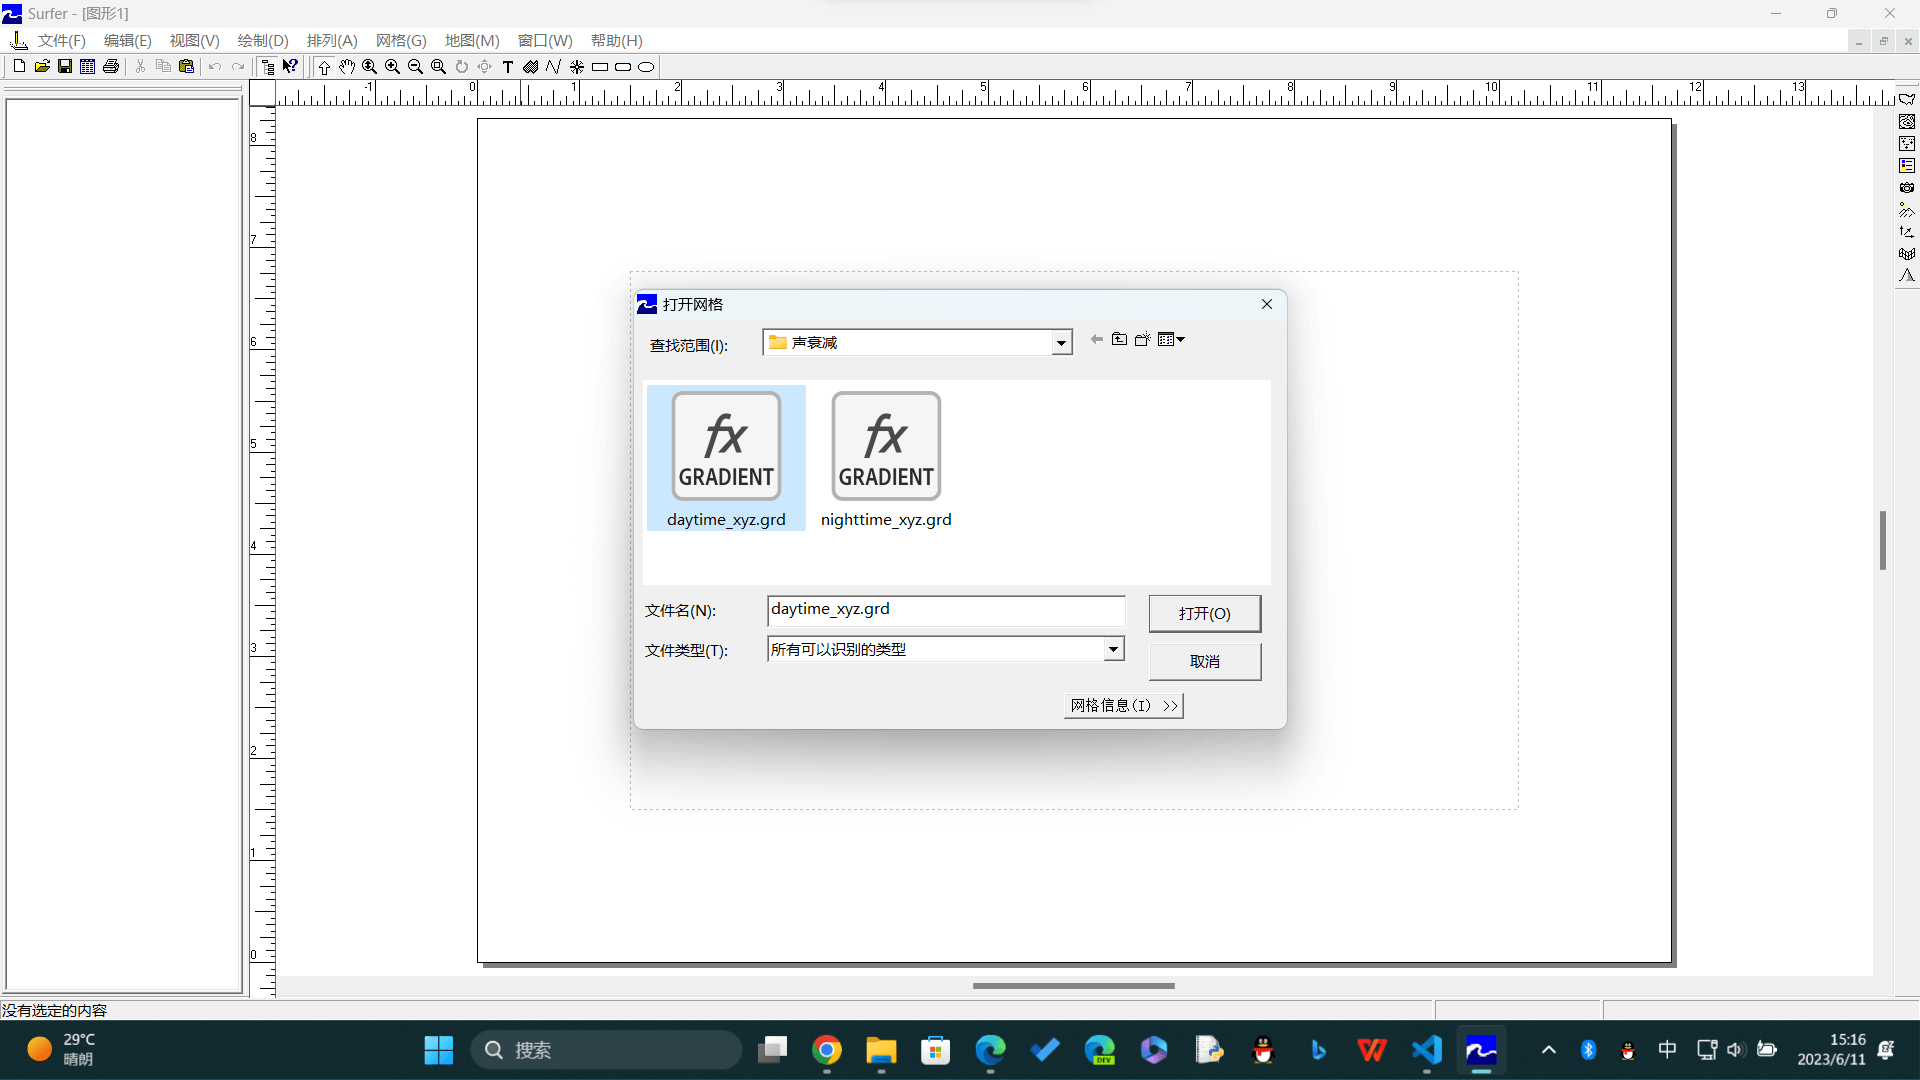 Surfer - [图形1]
文件(F) 编辑(E) 视图(V) 绘制(D) 排列(A) 网格(G) 地图(M) 窗口(W) 帮助(H)
-1 0 1 2 3 4 5 6 7 8 9 10 11 12 13
8
7
6
5
4
3
2
1
0
打开网格
查找范围(I):
声衰减
fx
GRADIENT
daytime_xyz.grd
fx
GRADIENT
nighttime_xyz.grd
文件名(N):
daytime_xyz.grd
打开(O)
文件类型(T):
所有可以识别的类型
取消
网格信息(I) >>
没有选定的内容
29°C
晴朗
搜索
DEV
中
15:16
2023/6/11